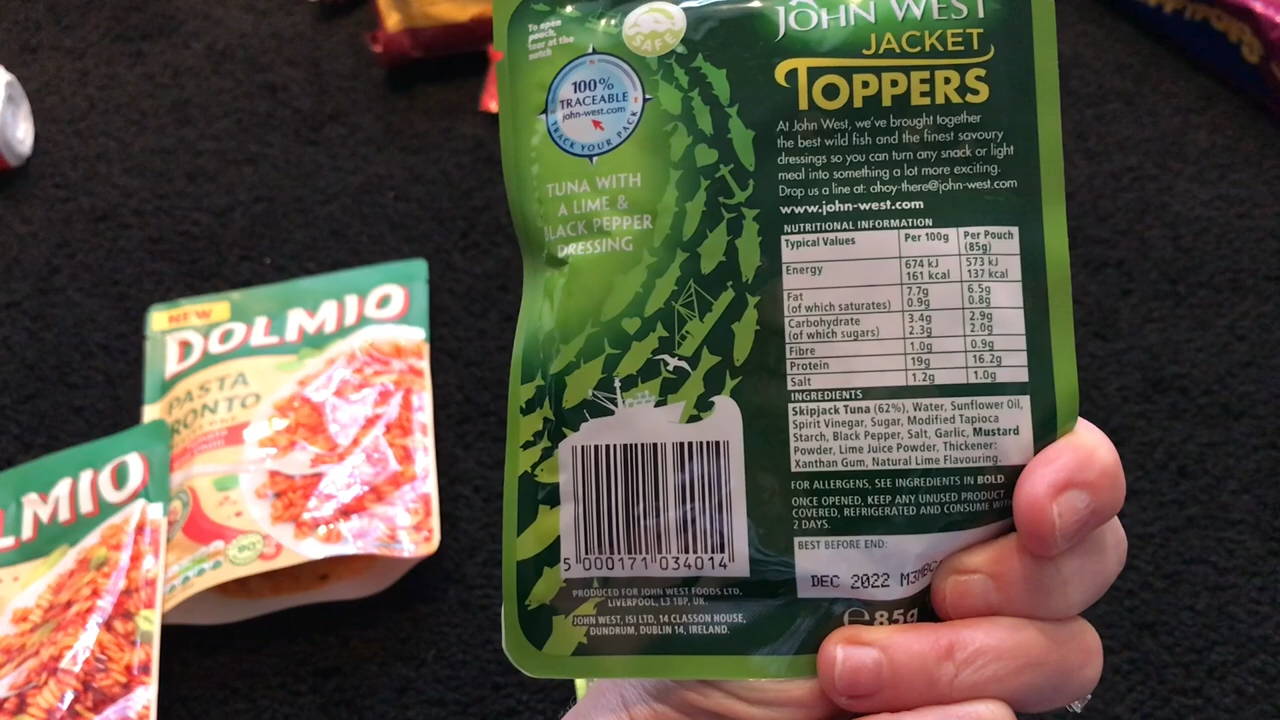 To open
pouch,
tear at the
notch
SAFE
100%
TRACEABLE
john-west.com
TRACK YOUR PACK
TUNA WITH
A LIME &
BLACK PEPPER
DRESSING
JOHN WEST
JACKET
TOPPERS
At John West, we've brought together
the best wild fish and the finest savoury
dressings so you can turn any snack or light
meal into something a lot more exciting.
Drop us a line at: ahoy-there@john-west.com
www.john-west.com
NUTRITIONAL INFORMATION
Typical Values Per 100g Per Pouch (85g)
Energy 674 kJ 573 kJ
161 kcal 137 kcal
Fat 7.7g 6.5g
(of which saturates) 0.9g 0.8g
Carbohydrate 3.4g 2.9g
(of which sugars) 2.3g 2.0g
Fibre 1.0g 0.9g
Protein 19g 16.2g
Salt 1.2g 1.0g
INGREDIENTS
Skipjack Tuna (62%), Water, Sunflower Oil,
Spirit Vinegar, Sugar, Modified Tapioca
Starch, Black Pepper, Salt, Garlic, Mustard
Powder, Lime Juice Powder, Thickener:
Xanthan Gum, Natural Lime Flavouring.
FOR ALLERGENS, SEE INGREDIENTS IN BOLD
ONCE OPENED, KEEP ANY UNUSED PRODUCT
COVERED, REFRIGERATED AND CONSUME WITH
2 DAYS.
BEST BEFORE END:
DEC 2022
e 85g
5 000171 034014
PRODUCED FOR JOHN WEST FOODS LTD,
LIVERPOOL, L3 1BP, UK.
JOHN WEST, ISI LTD, 14 CLASSON HOUSE,
DUNDRUM, DUBLIN 14, IRELAND.
NEW
DOLMIO
PASTA
RONTO
LMIO